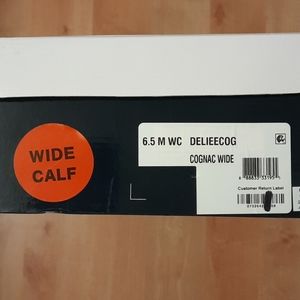 WIDE
CALF
6.5 M WC DELIEECOG
COGNAC WIDE
Customer Return Label